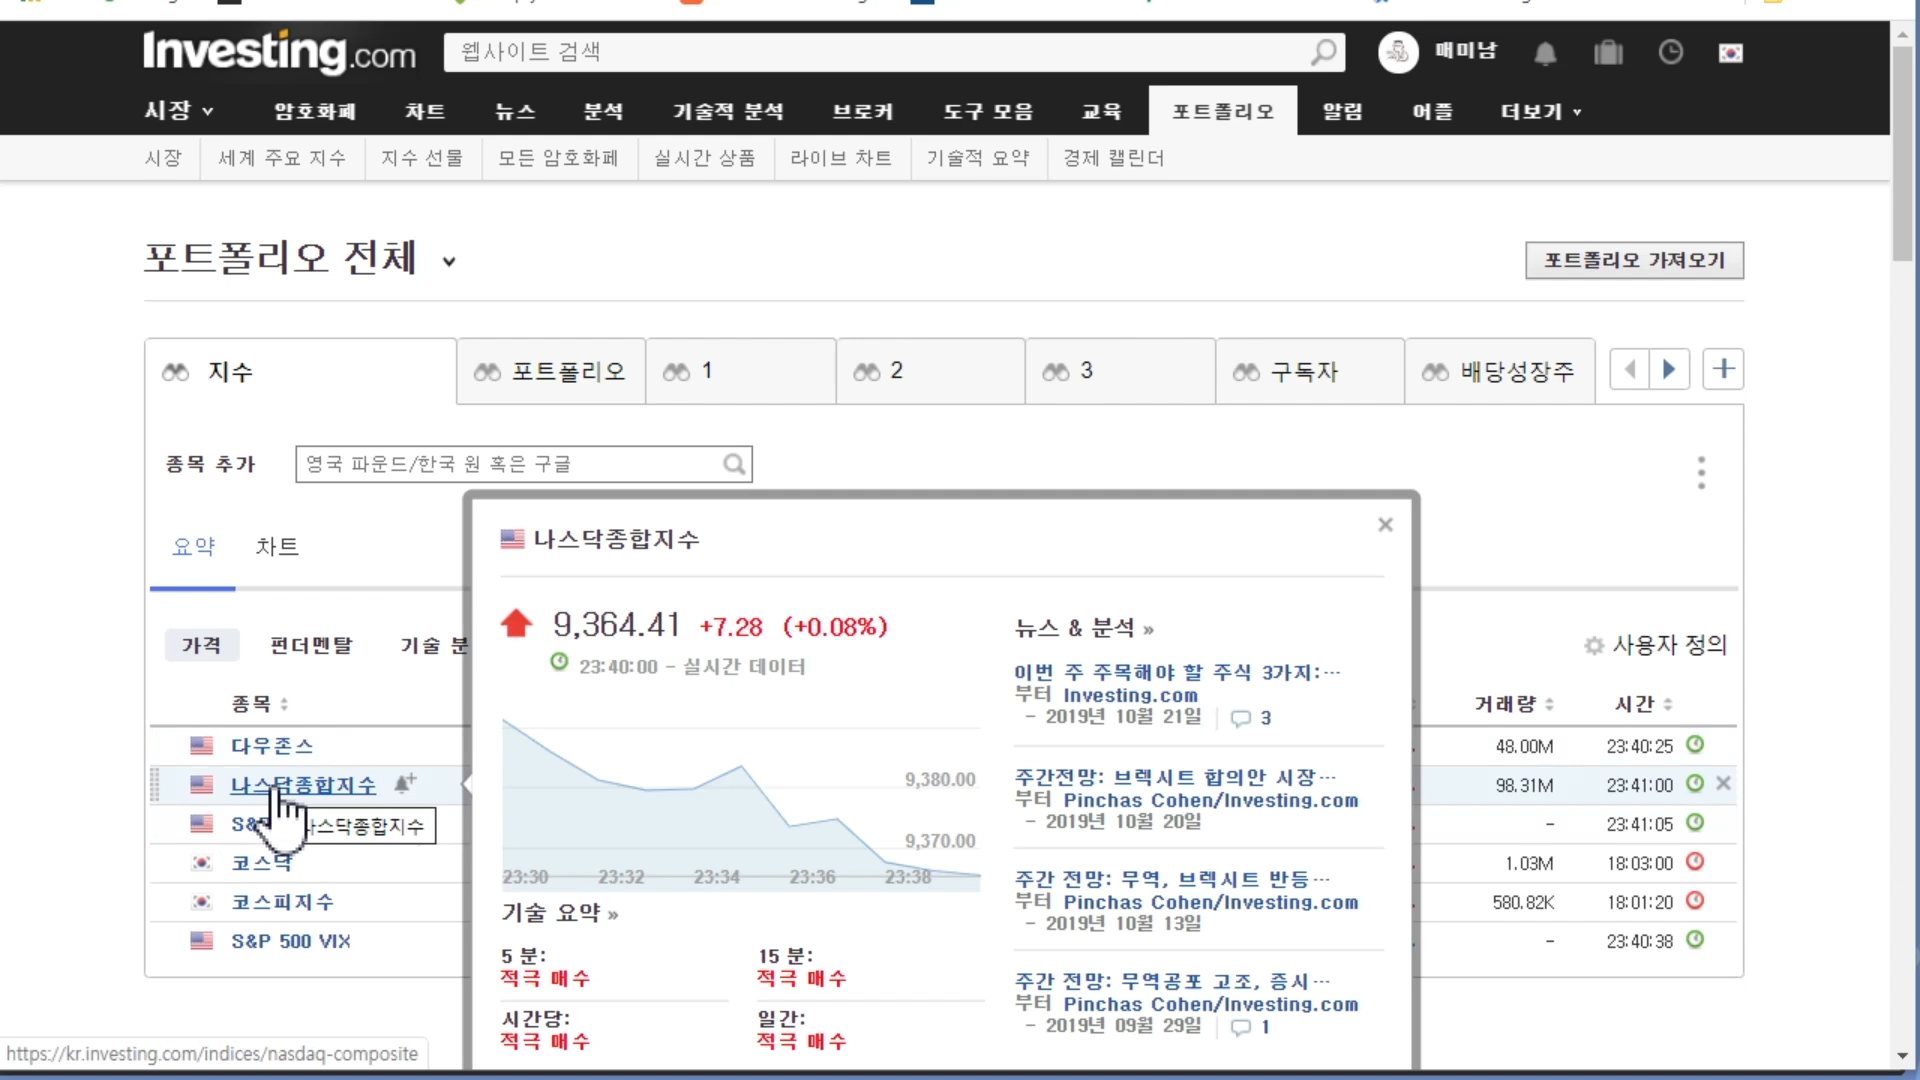 Investing.com
웹사이트 검색
매미남
시장 암호화폐 차트 뉴스 분석 기술적 분석 브로커 도구 모음 교육 포트폴리오 알림 어플 더보기
시장 세계 주요 지수 지수 선물 모든 암호화폐 실시간 상품 라이브 차트 기술적 요약 경제 캘린더
포트폴리오 전체
포트폴리오 가져오기
지수 포트폴리오 1 2 3 구독자 배당성장주
종목 추가 영국 파운드/한국 원 혹은 구글
요약 차트
가격 펀더멘탈 기술 분
사용자 정의
종목 거래량 시간
다우존스 48.00M 23:40:25
나스닥종합지수 98.31M 23:41:00
S& - 23:41:05
나스닥종합지수
코스닥 1.03M 18:03:00
코스피지수 580.82K 18:01:20
S&P 500 VIX - 23:40:38
나스닥종합지수
9,364.41 +7.28 (+0.08%)
23:40:00 - 실시간 데이터
9,380.00
9,370.00
23:30 23:32 23:34 23:36 23:38
기술 요약 »
5 분: 15 분:
적극 매수 적극 매수
시간당: 일간:
적극 매수 적극 매수
뉴스 & 분석 »
이번 주 주목해야 할 주식 3가지:…
부터 Investing.com
- 2019년 10월 21일 3
주간전망: 브렉시트 합의안 시장…
부터 Pinchas Cohen/Investing.com
- 2019년 10월 20일
주간 전망: 무역, 브렉시트 반등…
부터 Pinchas Cohen/Investing.com
- 2019년 10월 13일
주간 전망: 무역공포 고조, 증시…
부터 Pinchas Cohen/Investing.com
- 2019년 09월 29일 1
https://kr.investing.com/indices/nasdaq-composite